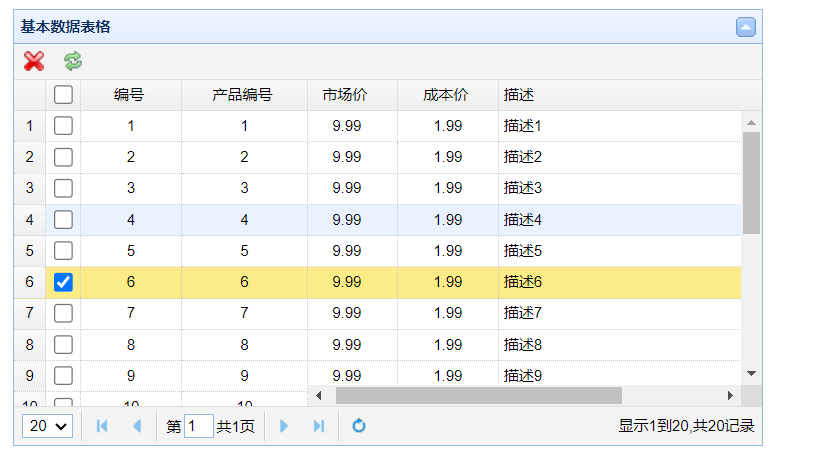 基本数据表格
编号 产品编号 市场价 成本价 描述
1 1 1 9.99 1.99 描述1
2 2 2 9.99 1.99 描述2
3 3 3 9.99 1.99 描述3
4 4 4 9.99 1.99 描述4
5 5 5 9.99 1.99 描述5
6 6 6 9.99 1.99 描述6
7 7 7 9.99 1.99 描述7
8 8 8 9.99 1.99 描述8
9 9 9 9.99 1.99 描述9
10 10 10
20 第 1 共1页 显示1到20,共20记录